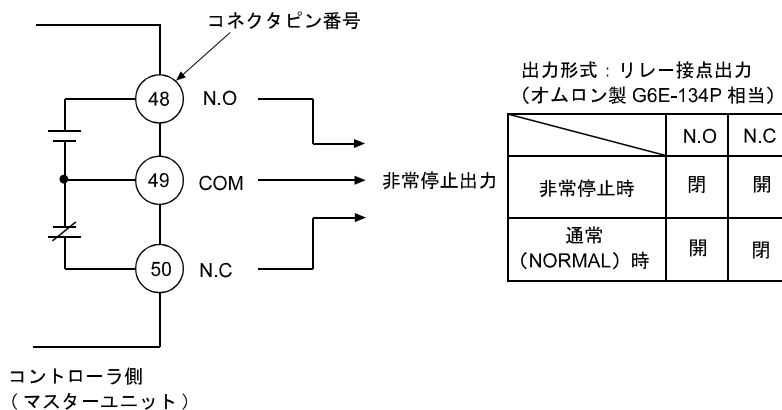 コネクタピン番号
48 N.O
49 COM
50 N.C
非常停止出力
コントローラ側
(マスターユニット)
出力形式:リレー接点出力
(オムロン製 G6E-134P 相当)
N.O N.C
非常停止時 閉 開
通常
(NORMAL)時 開 閉